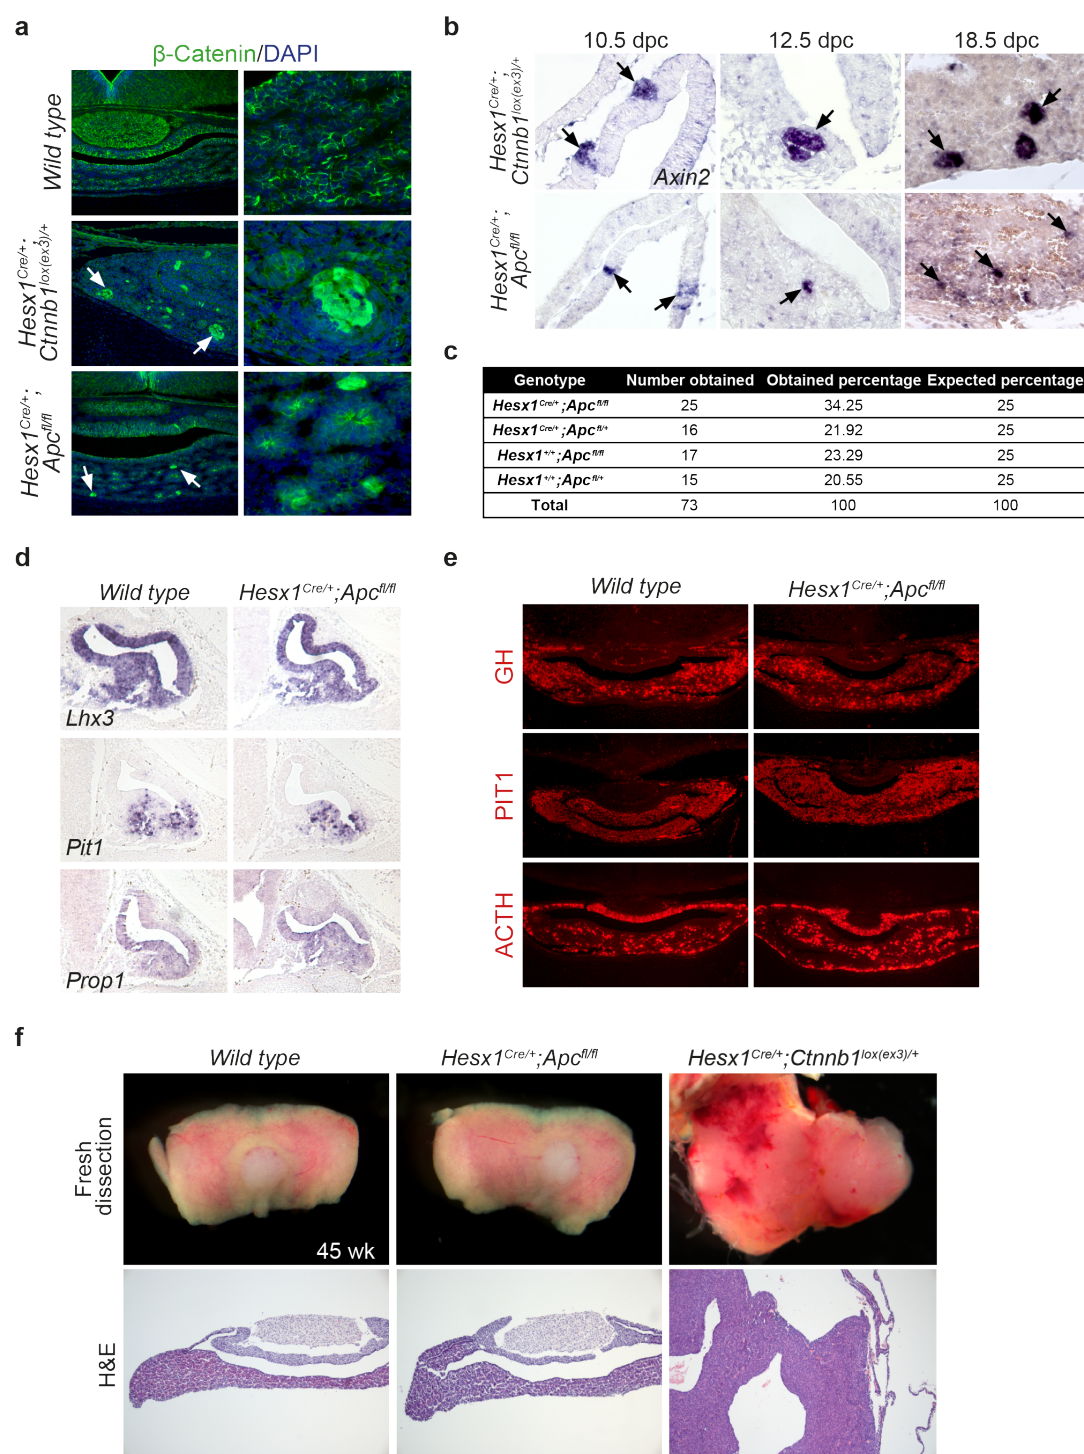 a
β-Catenin/DAPI
Wild type
Hesx1Cre/+;
Ctnnb1lox(ex3)/+
Hesx1Cre/+;
Apcfl/fl
b
10.5 dpc 12.5 dpc 18.5 dpc
Hesx1Cre/+;
Ctnnb1lox(ex3)/+
Axin2
Hesx1Cre/+;
Apcfl/fl
c
Genotype Number obtained Obtained percentage Expected percentage
Hesx1Cre/+;Apcfl/fl 25 34.25 25
Hesx1Cre/+;Apcfl/+ 16 21.92 25
Hesx1+/+;Apcfl/fl 17 23.29 25
Hesx1+/+;Apcfl/+ 15 20.55 25
Total 73 100 100
d
Wild type Hesx1Cre/+;Apcfl/fl
Lhx3
Pit1
Prop1
e
Wild type Hesx1Cre/+;Apcfl/fl
GH
PIT1
ACTH
f
Wild type Hesx1Cre/+;Apcfl/fl Hesx1Cre/+;Ctnnb1lox(ex3)/+
Fresh
dissection
45 wk
H&E